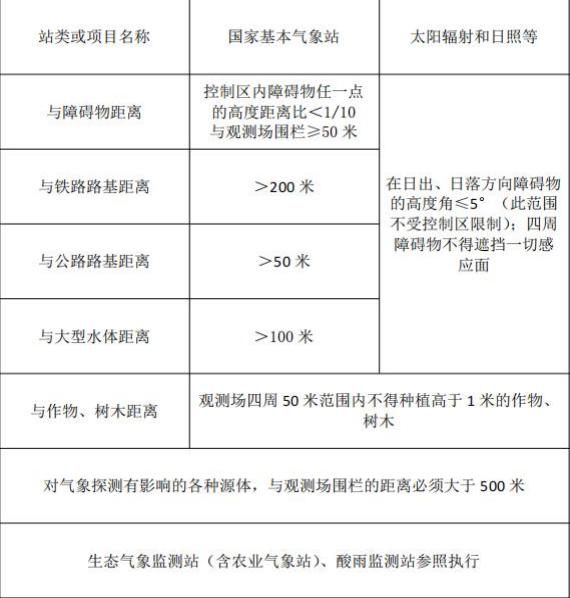 站类或项目名称
国家基本气象站
太阳辐射和日照等
与障碍物距离
控制区内障碍物任一点
的高度距离比<1/10
与观测场围栏≥50 米
在日出、日落方向障碍物
的高度角≤5°（此范围
不受控制区限制）；四周
障碍物不得遮挡一切感
应面
与铁路路基距离
>200 米
与公路路基距离
>50 米
与大型水体距离
>100 米
与作物、树木距离
观测场四周 50 米范围内不得种植高于 1 米的作物、
树木
对气象探测有影响的各种源体，与观测场围栏的距离必须大于 500 米
生态气象监测站（含农业气象站）、酸雨监测站参照执行